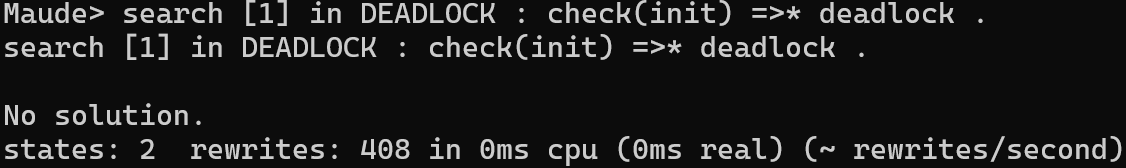 Maude> search [1] in DEADLOCK : check(init) =>* deadlock .
search [1] in DEADLOCK : check(init) =>* deadlock .
No solution.
states: 2  rewrites: 408 in 0ms cpu (0ms real) (~ rewrites/second)